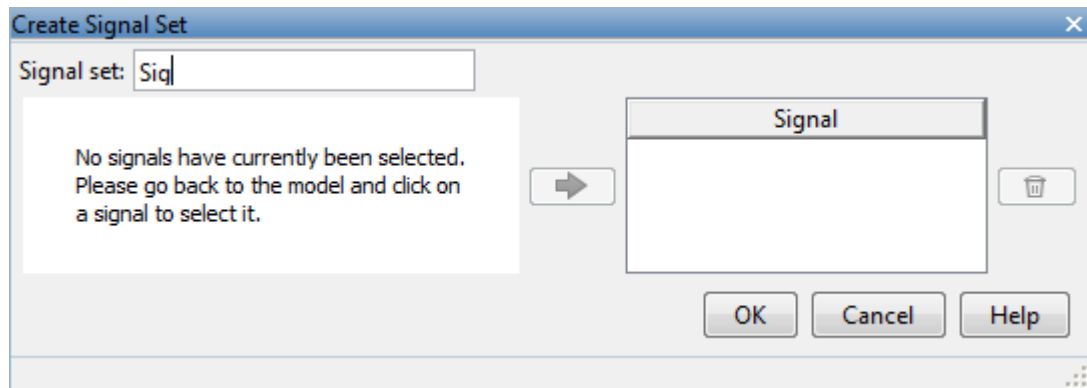 Create Signal Set
Signal set: Sig
No signals have currently been selected.
Please go back to the model and click on
a signal to select it.
Signal
OK Cancel Help